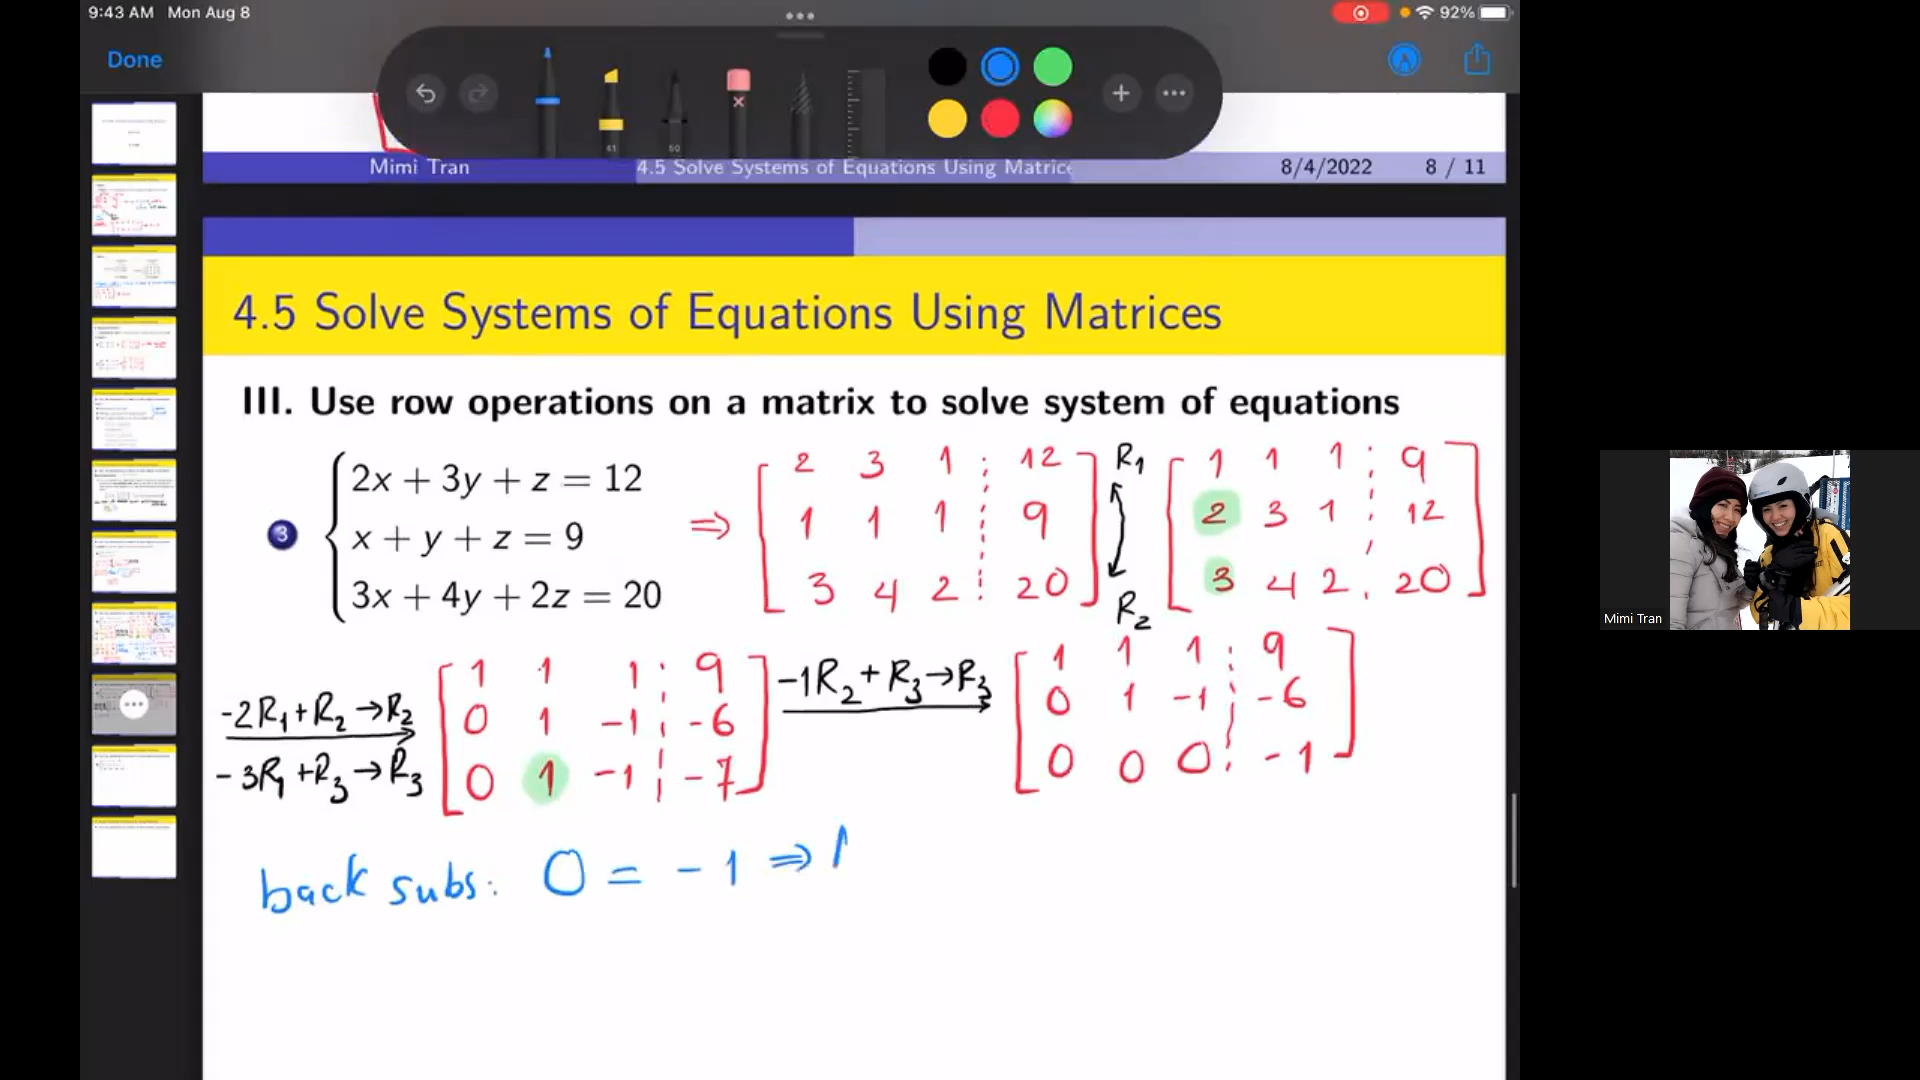 9:43 AM Mon Aug 8
92%
Done
61
50
Mimi Tran
4.5 Solve Systems of Equations Using Matric
8/4/2022
8 / 11
4.5 Solve Systems of Equations Using Matrices
III. Use row operations on a matrix to solve system of equations
3
2x + 3y + z = 12
x + y + z = 9
3x + 4y + 2z = 20
⇒
2 3 1 12
1 1 1 9
3 4 2 20
R1
R2
1 1 1 9
2 3 1 12
3 4 2 20
-2R1 + R2 → R2
-3R1 + R3 → R3
1 1 1 9
0 1 -1 -6
0 1 -1 -7
-1R2 + R3 → R3
1 1 1 9
0 1 -1 -6
0 0 0 -1
back subs: 0 = -1 ⇒
Mimi Tran